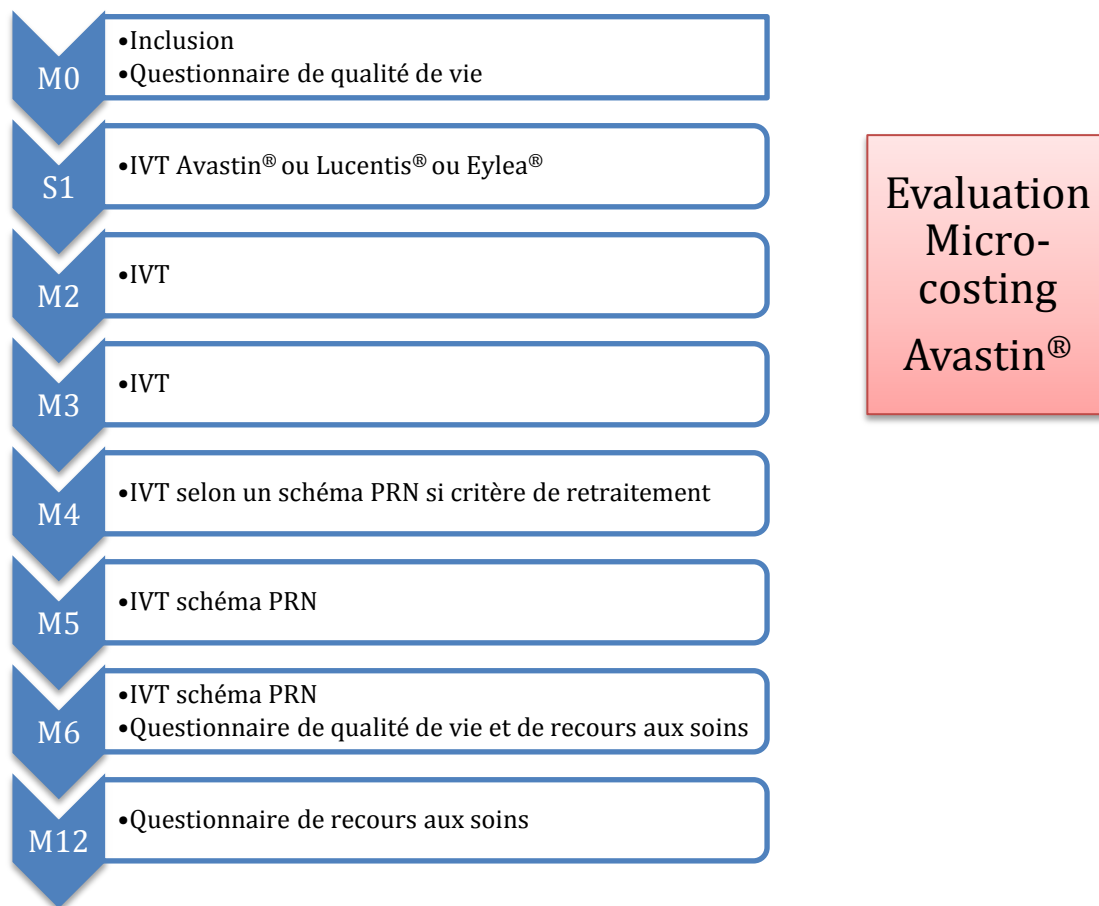 M0
•Inclusion
•Questionnaire de qualité de vie
S1
•IVT Avastin® ou Lucentis® ou Eylea®
M2
•IVT
M3
•IVT
M4
•IVT selon un schéma PRN si critère de retraitement
M5
•IVT schéma PRN
M6
•IVT schéma PRN
•Questionnaire de qualité de vie et de recours aux soins
M12
•Questionnaire de recours aux soins
Evaluation
Micro-
costing
Avastin®